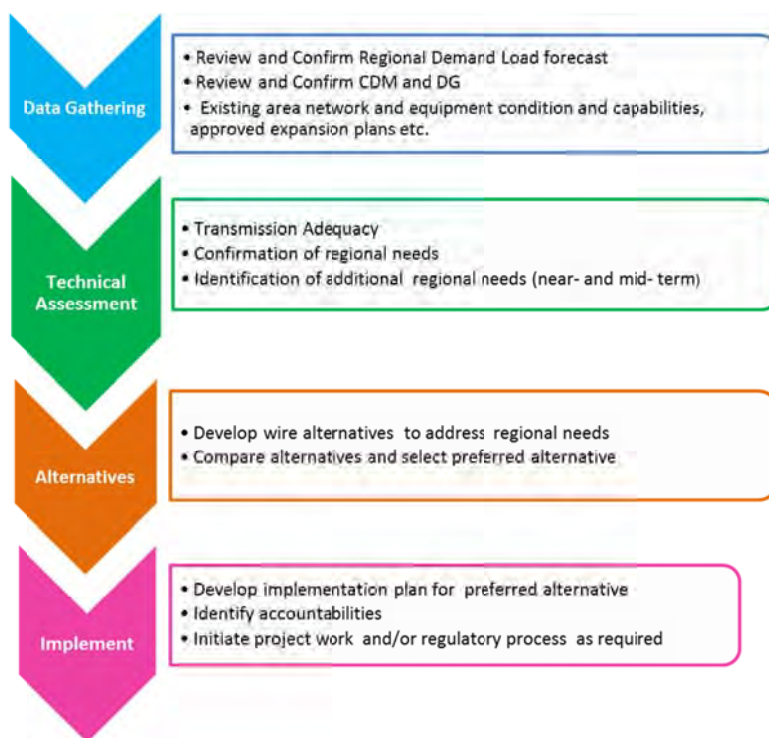 Data Gathering
• Review and Confirm Regional Demand Load forecast
• Review and Confirm CDM and DG
• Existing area network and equipment condition and capabilities,
approved expansion plans etc.
Technical
Assessment
• Transmission Adequacy
• Confirmation of regional needs
• Identification of additional regional needs (near- and mid- term)
Alternatives
• Develop wire alternatives to address regional needs
• Compare alternatives and select preferred alternative
Implement
• Develop implementation plan for preferred alternative
• Identify accountabilities
• Initiate project work and/or regulatory process as required